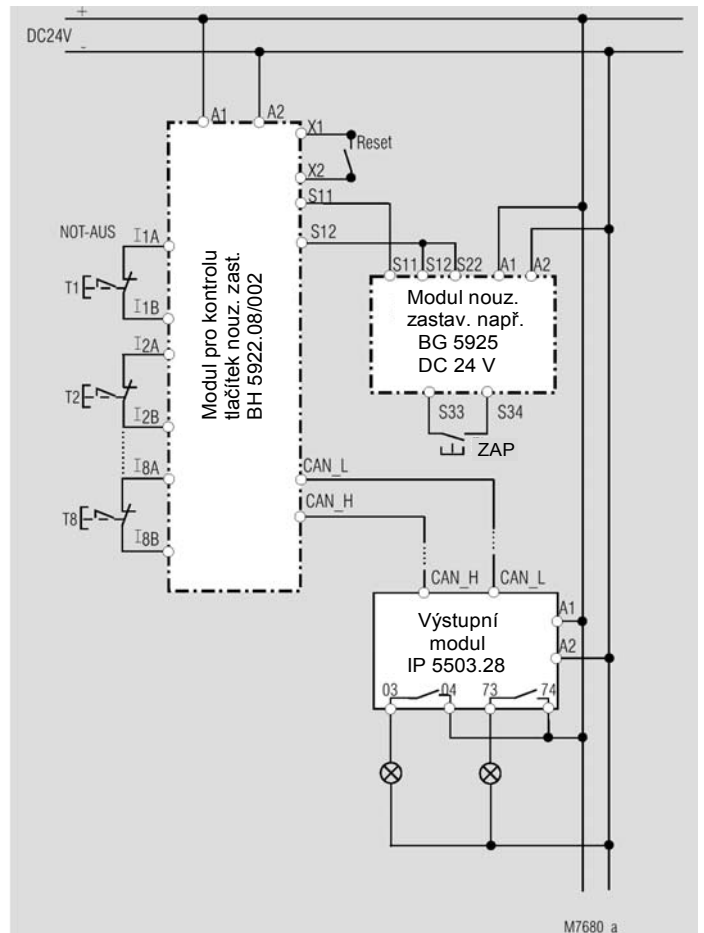 +
DC24V
-
A1
A2
X1
Reset
X2
S11
S12
NOT-AUS
I1A
T1
I1B
I2A
T2
I2B
I8A
T8
I8B
Modul pro kontrolu
tlačítek nouz. zast.
BH 5922.08/002
S11 S12 S22 A1 A2
Modul nouz.
zastav. např.
BG 5925
DC 24 V
S33 S34
ZAP
CAN_L
CAN_H
CAN_H CAN_L
Výstupní
modul
IP 5503.28
A1
A2
03 04 73 74
M7680_a